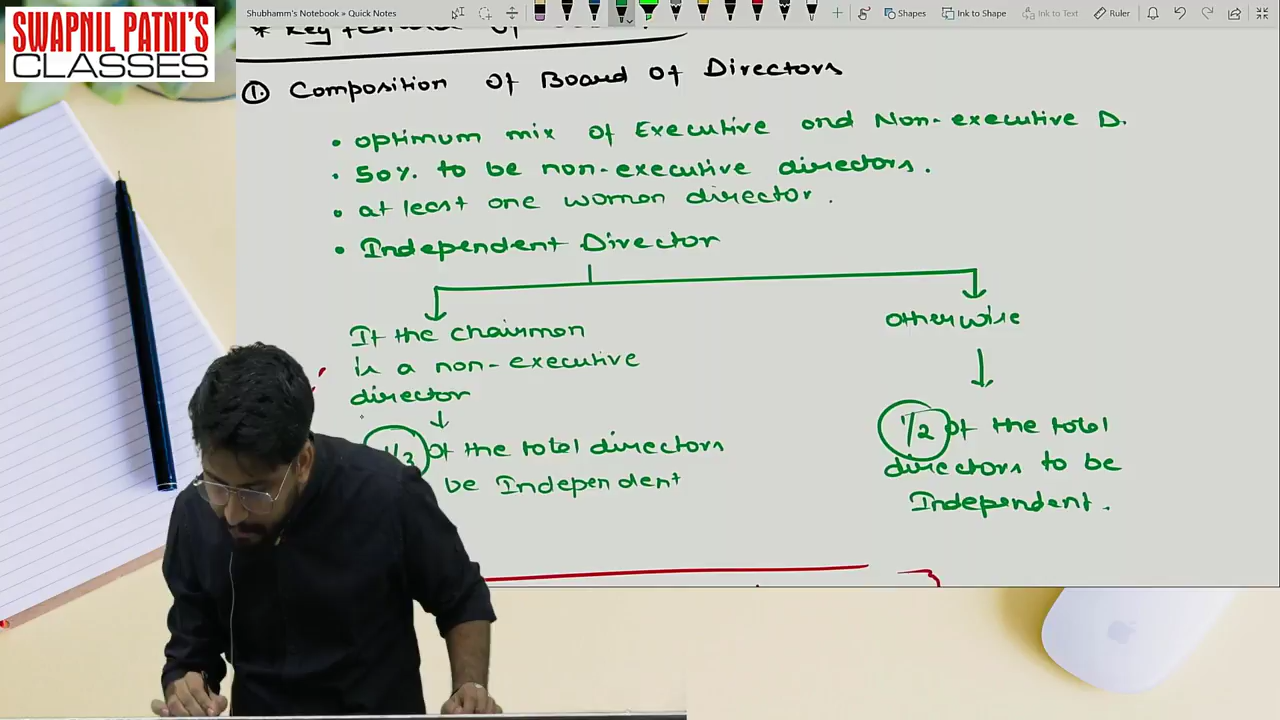 SWAPNIL PATNI'S
CLASSES
Shubhamm's Notebook » Quick Notes
Shapes
Ink to Shape
Ink to Text
Ruler
* Key features of
1. Composition of Board of Directors
• optimum mix of Executive and Non-executive D.
• 50% to be non-executive directors.
• at least one women director.
• Independent Director
If the chairman
is a non-executive
director
of the total directors
be Independent
otherwise
1/2 of the total
directors to be
Independent.